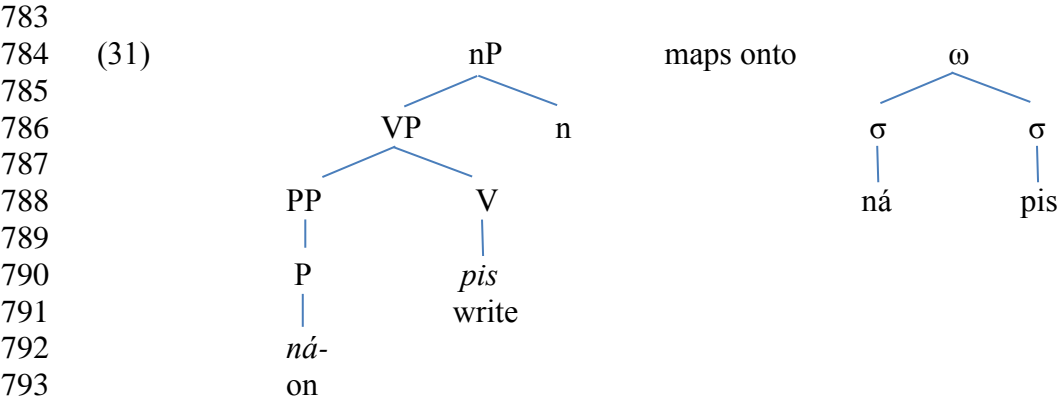 783
784 (31) nP maps onto ω
785
786 VP n σ σ
787
788 PP V ná pis
789
790 P pis
791 write
792 ná-
793 on